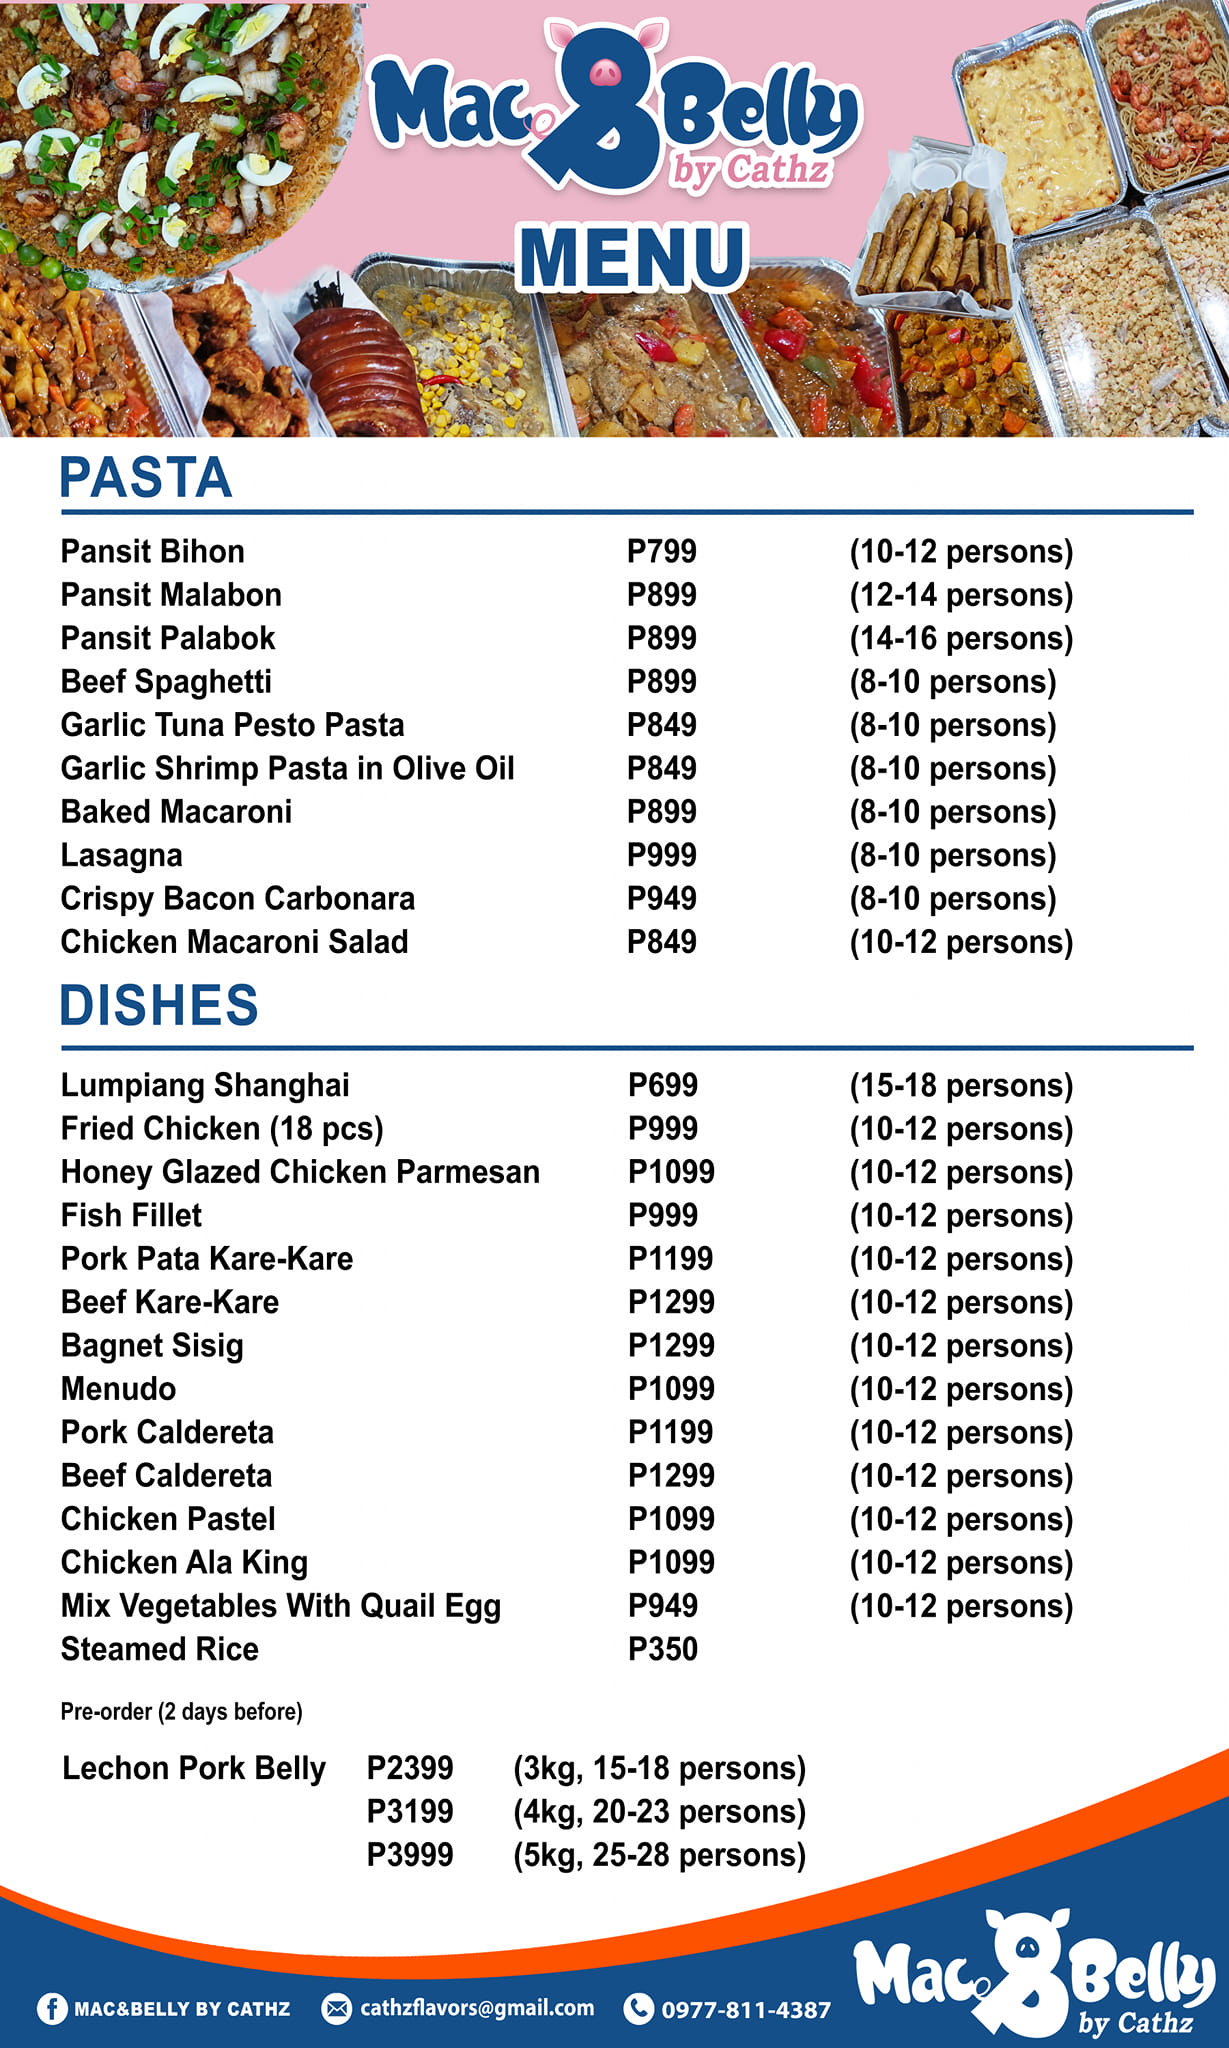 Mac & Belly
by Cathz
MENU
PASTA
Pansit Bihon P799 (10-12 persons)
Pansit Malabon P899 (12-14 persons)
Pansit Palabok P899 (14-16 persons)
Beef Spaghetti P899 (8-10 persons)
Garlic Tuna Pesto Pasta P849 (8-10 persons)
Garlic Shrimp Pasta in Olive Oil P849 (8-10 persons)
Baked Macaroni P899 (8-10 persons)
Lasagna P999 (8-10 persons)
Crispy Bacon Carbonara P949 (8-10 persons)
Chicken Macaroni Salad P849 (10-12 persons)
DISHES
Lumpiang Shanghai P699 (15-18 persons)
Fried Chicken (18 pcs) P999 (10-12 persons)
Honey Glazed Chicken Parmesan P1099 (10-12 persons)
Fish Fillet P999 (10-12 persons)
Pork Pata Kare-Kare P1199 (10-12 persons)
Beef Kare-Kare P1299 (10-12 persons)
Bagnet Sisig P1299 (10-12 persons)
Menudo P1099 (10-12 persons)
Pork Caldereta P1199 (10-12 persons)
Beef Caldereta P1299 (10-12 persons)
Chicken Pastel P1099 (10-12 persons)
Chicken Ala King P1099 (10-12 persons)
Mix Vegetables With Quail Egg P949 (10-12 persons)
Steamed Rice P350
Pre-order (2 days before)
Lechon Pork Belly P2399 (3kg, 15-18 persons)
P3199 (4kg, 20-23 persons)
P3999 (5kg, 25-28 persons)
MAC&BELLY BY CATHZ cathzflavors@gmail.com 0977-811-4387
Mac & Belly
by Cathz